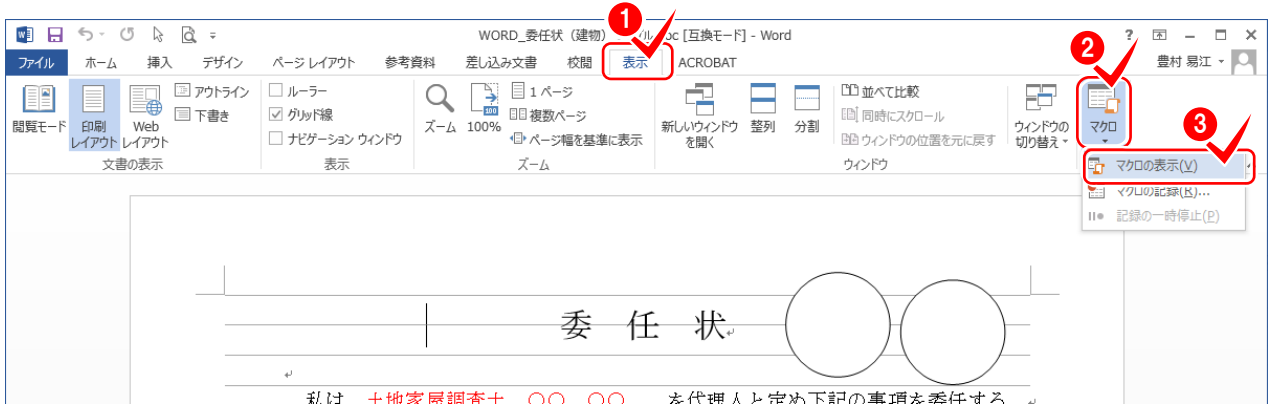 1
2
3
WORD_委任状（建物） oc [互換モード] - Word
?
ファイル ホーム 挿入 デザイン ページ レイアウト 参考資料 差し込み文書 校閲 表示 ACROBAT 豊村 易江
閲覧モード
印刷
レイアウト
Web
レイアウト
アウトライン
下書き
文書の表示
ルーラー
グリッド線
ナビゲーション ウィンドウ
表示
ズーム
100
100%
1 ページ
複数ページ
ページ幅を基準に表示
ズーム
新しいウィンドウ
を開く
整列
分割
並べて比較
同時にスクロール
ウィンドウの位置を元に戻す
ウィンドウの
切り替え
ウィンドウ
マクロ
マクロの表示(V)
マクロの記録(R)...
記録の一時停止(P)
委 任 状
私は 土地家屋調査士 〇〇 〇〇 を代理人と定め下記の事項を委任する